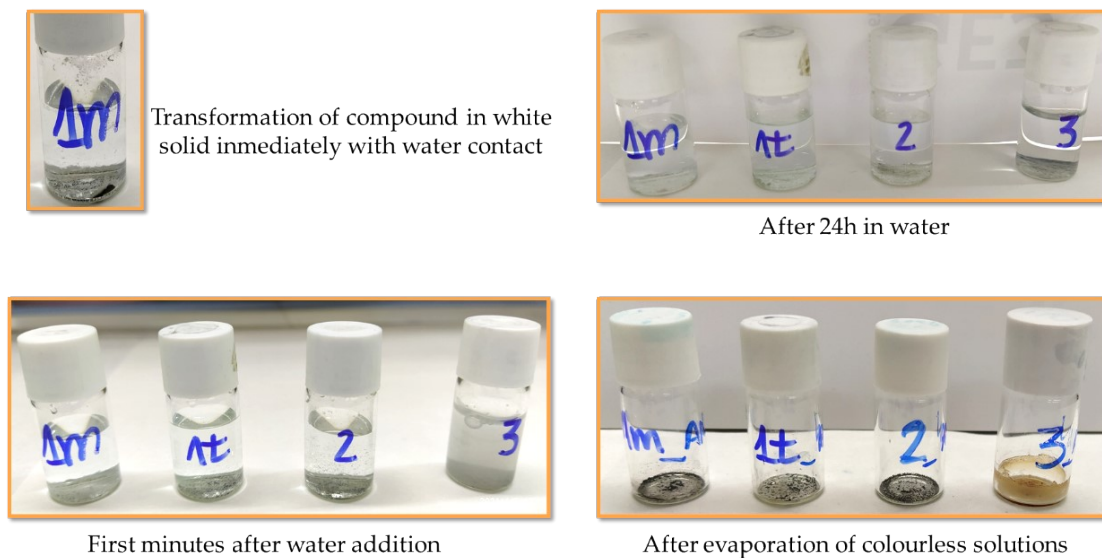 1m
Transformation of compound in white
solid inmediately with water contact
1m 1t 2 3
After 24h in water
1m 1t 2 3
First minutes after water addition
1m_A 1t_ 2_ 3
After evaporation of colourless solutions